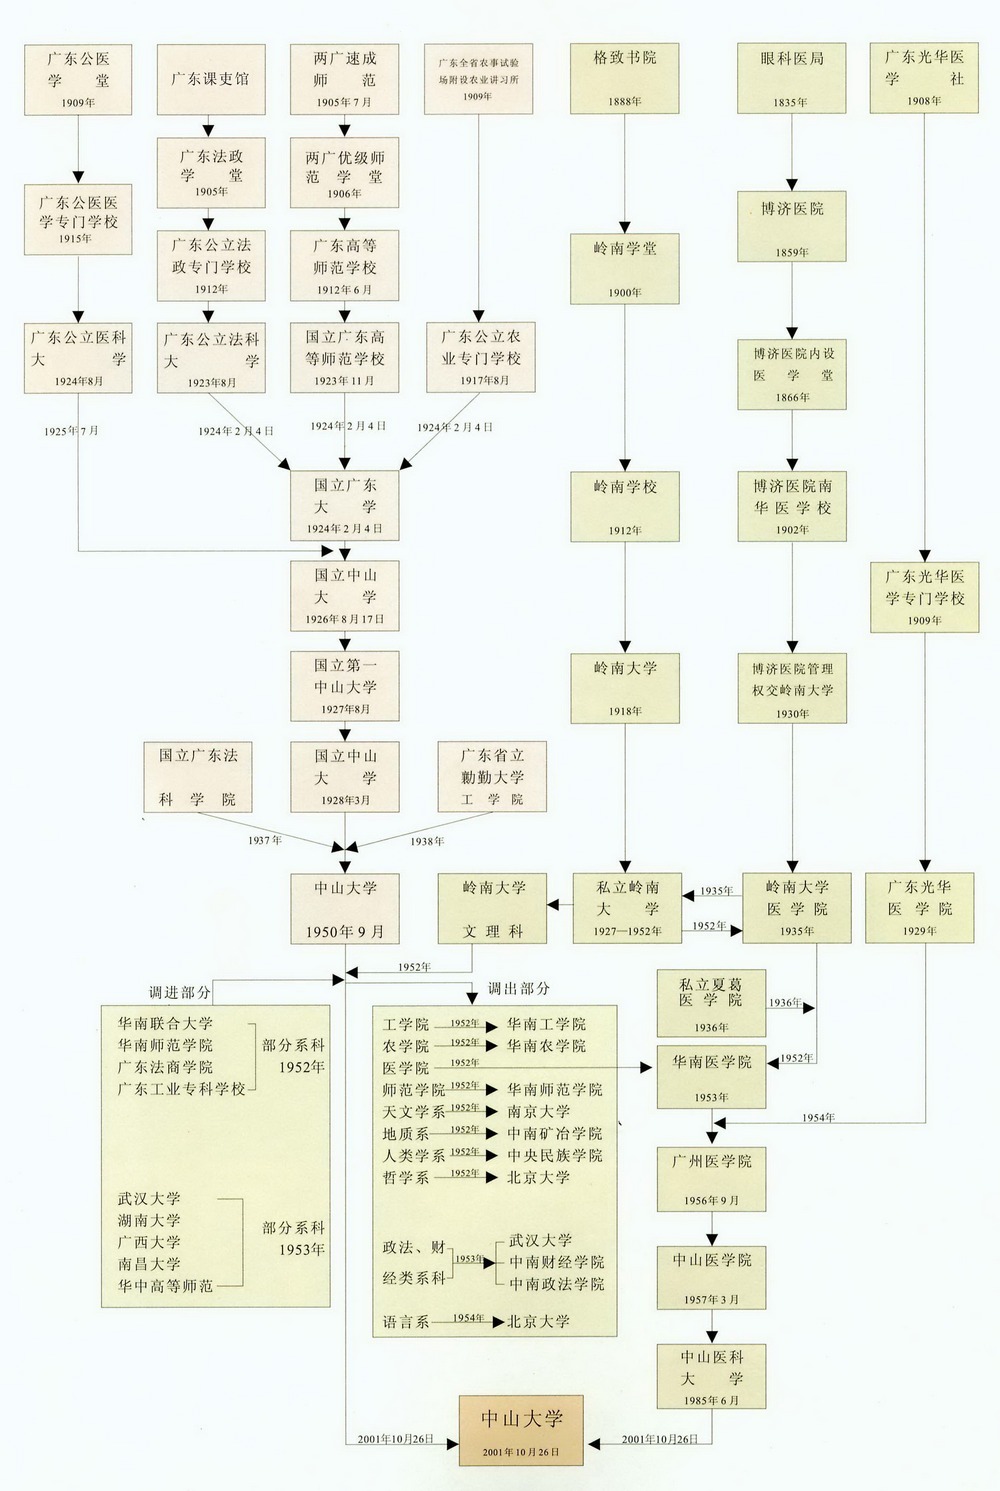 广东公医
学堂
1909年
广东课吏馆
两广速成
师范
1905年7月
广东全省农事试验
场附设农业讲习所
1909年
格致书院
1888年
眼科医局
1835年
广东光华医
学社
1908年
广东法政
学堂
1905年
两广优级师
范学堂
1906年
广东公医医
学专门学校
1915年
博济医院
1859年
广东公立法
政专门学校
1912年
广东高等
师范学校
1912年6月
岭南学堂
1900年
广东公立医科
大学
1924年8月
广东公立法科
大学
1923年8月
国立广东高
等师范学校
1923年11月
广东公立农
业专门学校
1917年8月
博济医院内设
医学堂
1866年
1925年7月
1924年2月4日
1924年2月4日
1924年2月4日
国立广东
大学
1924年2月4日
岭南学校
1912年
博济医院南
华医学校
1902年
国立中山
大学
1926年8月17日
广东光华医
学专门学校
1909年
国立第一
中山大学
1927年8月
岭南大学
1918年
博济医院管理
权交岭南大学
1930年
国立广东法
科学院
国立中山
大学
1928年3月
广东省立
勷勤大学
工学院
1937年
1938年
中山大学
1950年9月
岭南大学
文理科
私立岭南
大学
1927—1952年
1935年
1952年
岭南大学
医学院
1935年
广东光华
医学院
1929年
1952年
调进部分
调出部分
私立夏葛
医学院
1936年
1936年
华南联合大学
华南师范学院
广东法商学院
广东工业专科学校
部分系科
1952年
武汉大学
湖南大学
广西大学
南昌大学
华中高等师范
部分系科
1953年
工学院 1952年 华南工学院
农学院 1952年 华南农学院
医学院 1952年
师范学院 1952年 华南师范学院
天文学系 1952年 南京大学
地质系 1952年 中南矿冶学院
人类学系 1952年 中央民族学院
哲学系 1952年 北京大学
政法、财
经类系科
1953年
武汉大学
中南财经学院
中南政法学院
语言系 1954年 北京大学
华南医学院
1953年
1952年
1954年
广州医学院
1956年9月
中山医学院
1957年3月
中山医科
大学
1985年6月
2001年10月26日
中山大学
2001年10月26日
2001年10月26日